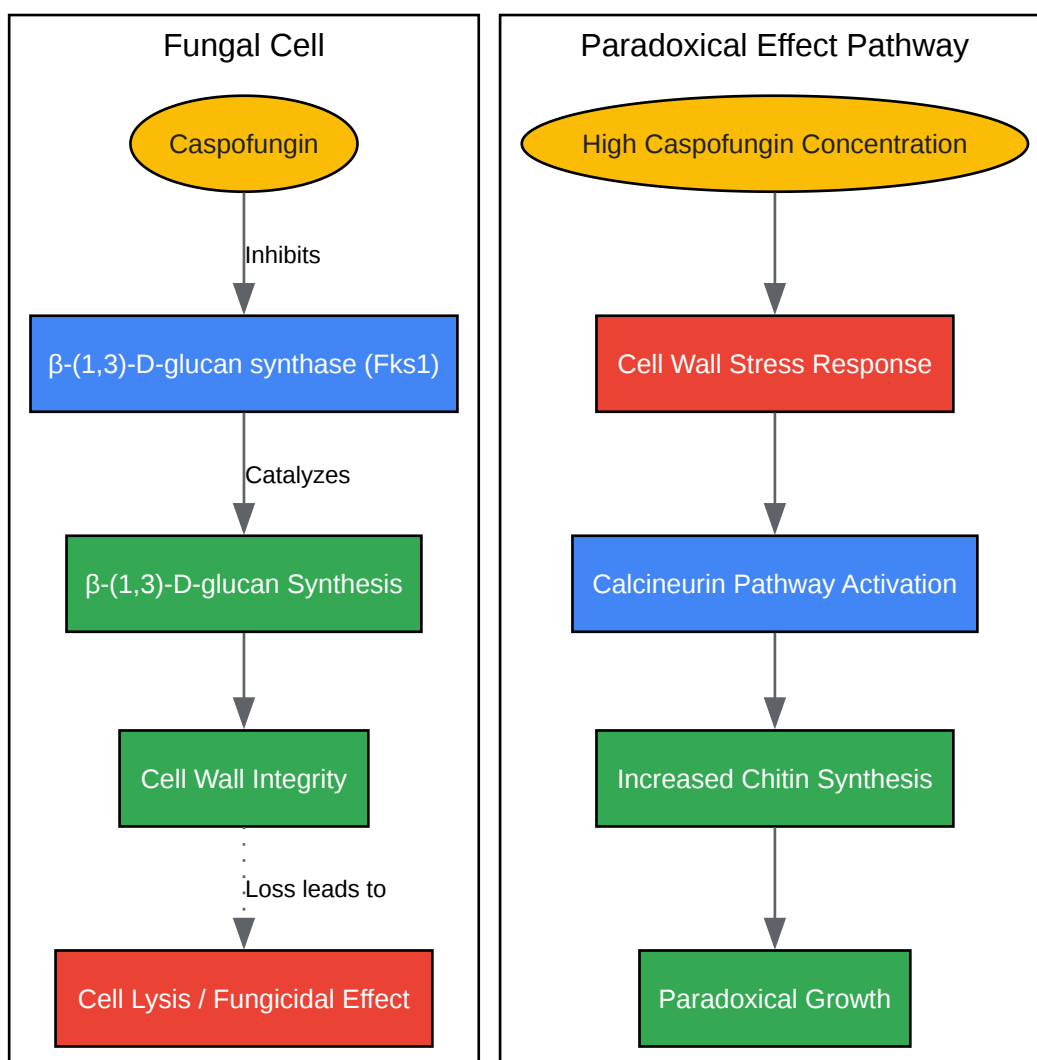 Fungal Cell
Caspofungin
Inhibits
β-(1,3)-D-glucan synthase (Fks1)
Catalyzes
β-(1,3)-D-glucan Synthesis
Cell Wall Integrity
Loss leads to
Cell Lysis / Fungicidal Effect
Paradoxical Effect Pathway
High Caspofungin Concentration
Cell Wall Stress Response
Calcineurin Pathway Activation
Increased Chitin Synthesis
Paradoxical Growth